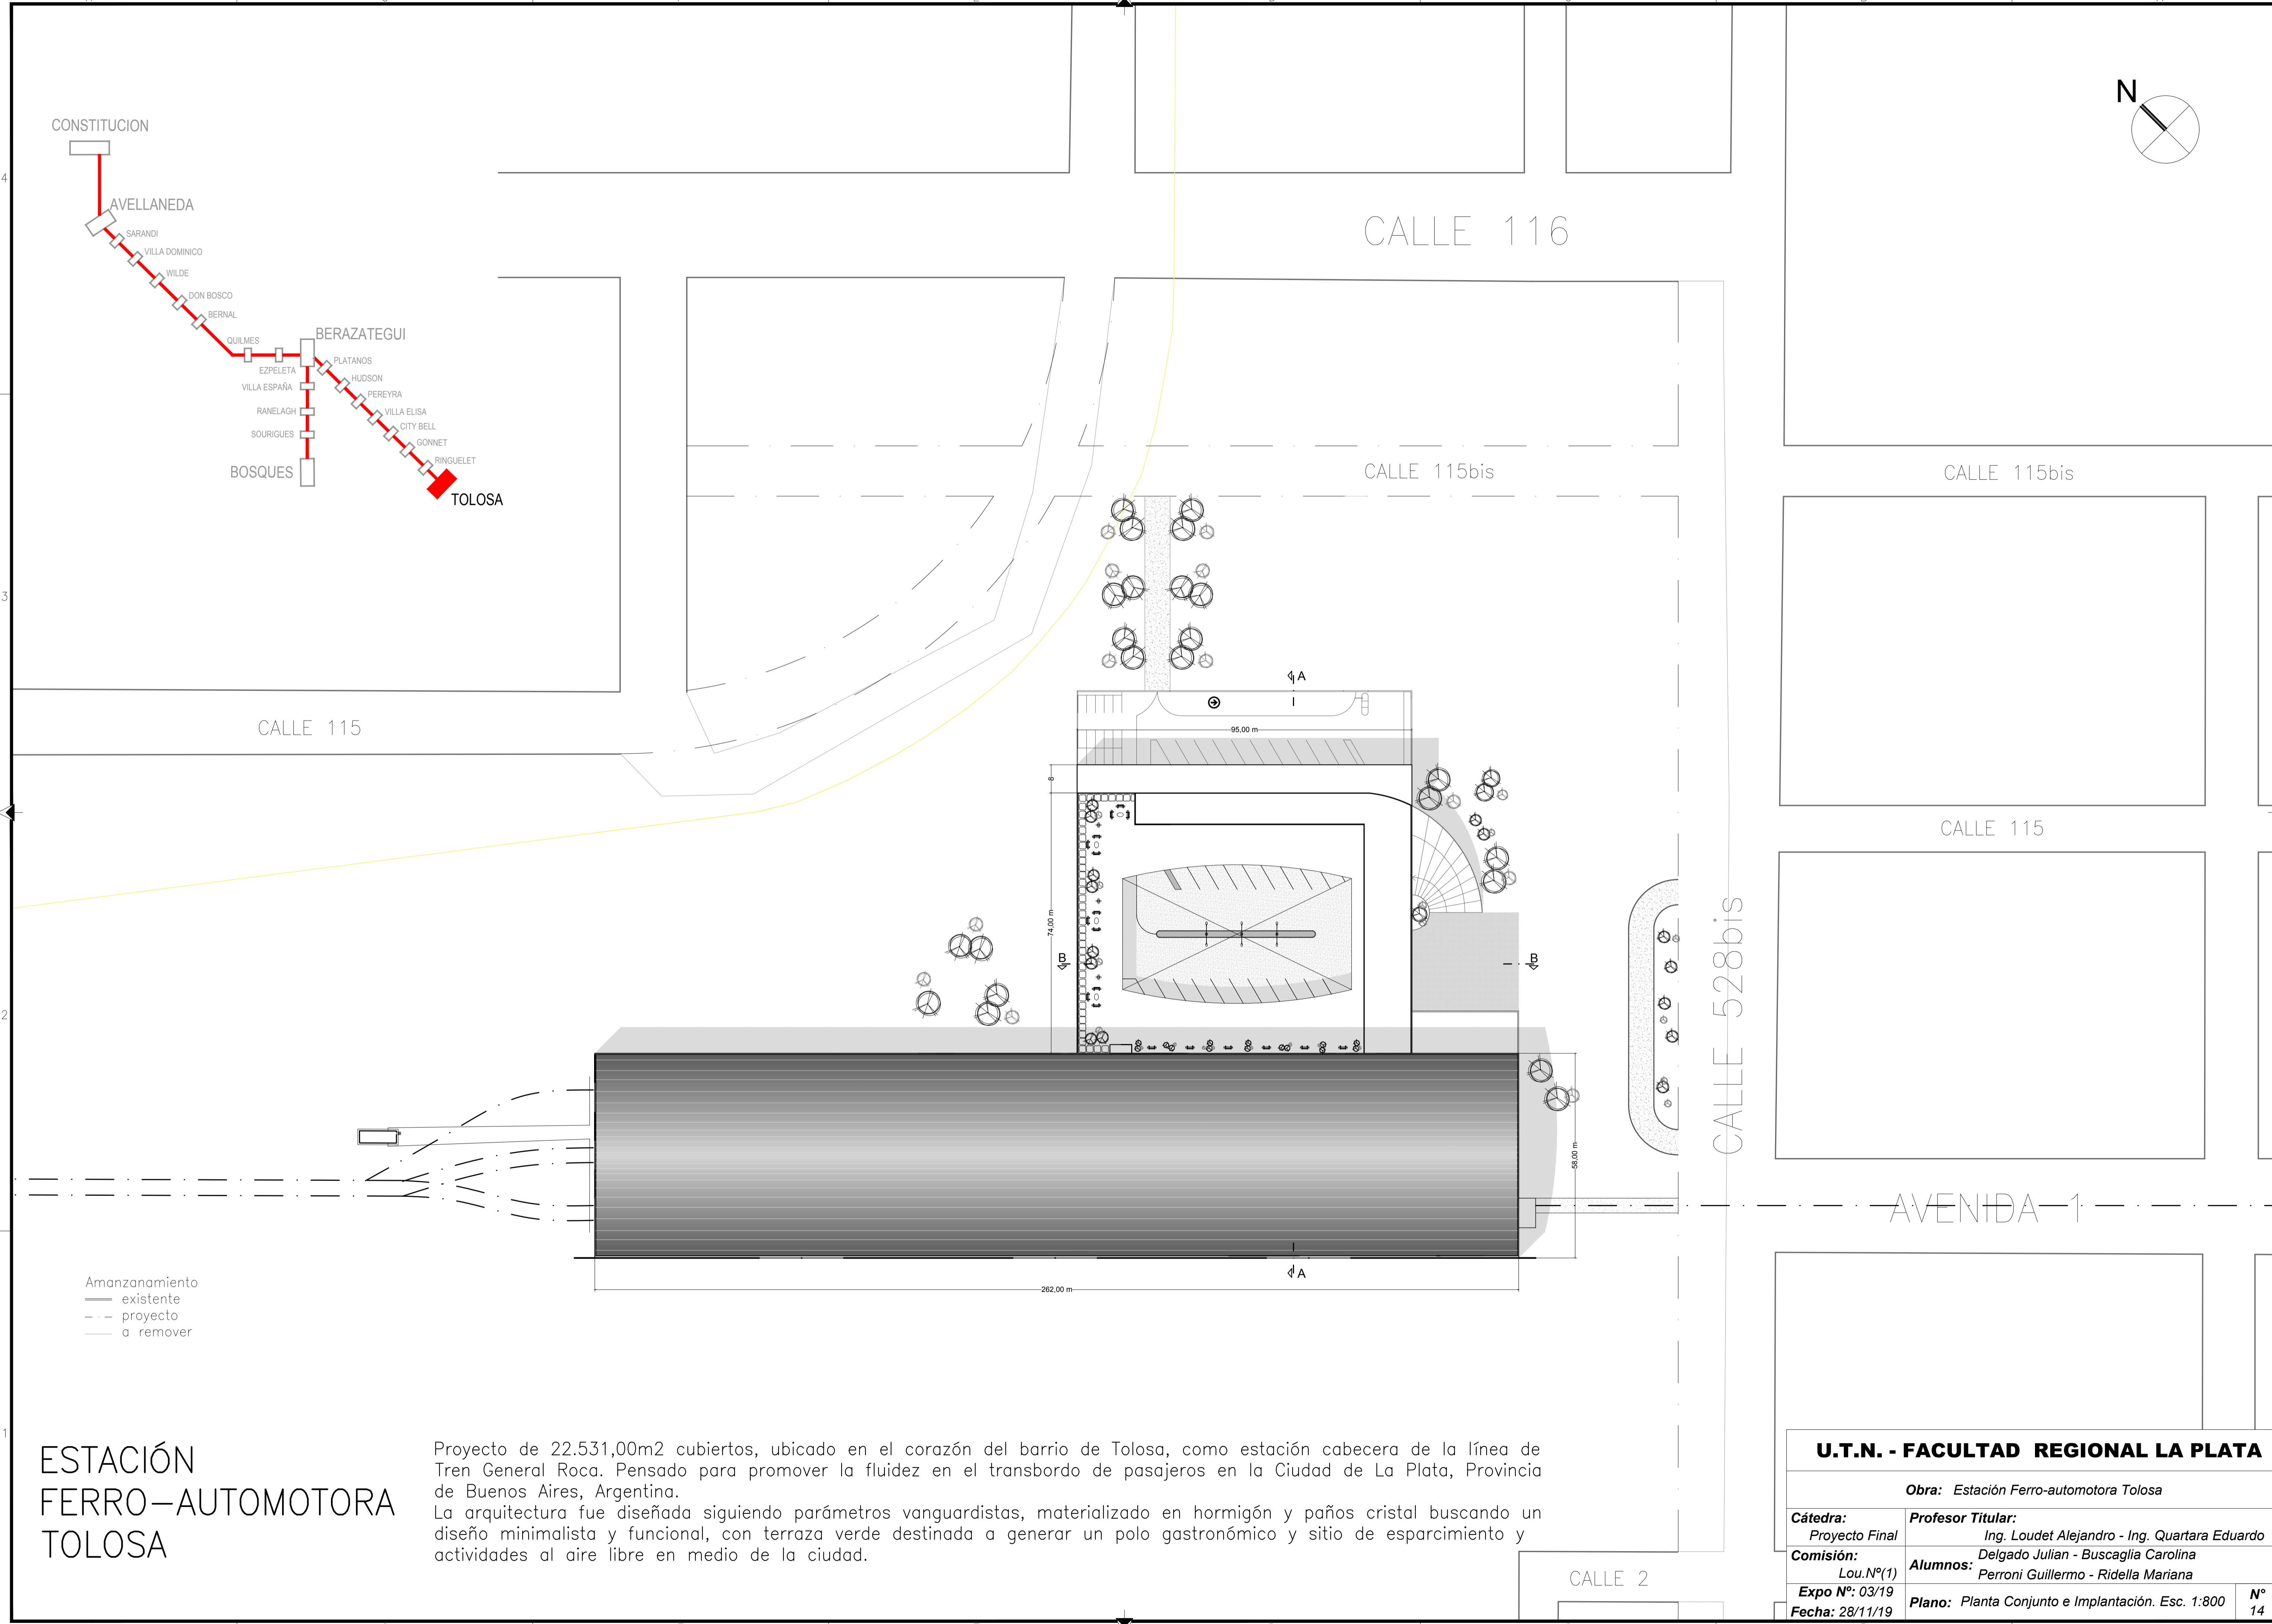 CONSTITUCION
AVELLANEDA
SARANDI
VILLA DOMINICO
WILDE
DON BOSCO
BERNAL
QUILMES
BERAZATEGUI
EZPELETA
PLATANOS
HUDSON
VILLA ESPAÑA
PEREYRA
RANELAGH
VILLA ELISA
CITY BELL
SOURIGUES
GONNET
RINGUELET
BOSQUES
TOLOSA
N
4
3
2
1
CALLE 116
CALLE 115bis
CALLE 115bis
CALLE 115
CALLE 115
CALLE 528bis
AVENIDA 1
CALLE 2
A
95,00 m
8
74,00 m
B
B
58,00 m
A
262,00 m
Amanzanamiento
existente
proyecto
a remover
ESTACIÓN
FERRO-AUTOMOTORA
TOLOSA
Proyecto de 22.531,00m2 cubiertos, ubicado en el corazón del barrio de Tolosa, como estación cabecera de la línea de
Tren General Roca. Pensado para promover la fluidez en el transbordo de pasajeros en la Ciudad de La Plata, Provincia
de Buenos Aires, Argentina.
La arquitectura fue diseñada siguiendo parámetros vanguardistas, materializado en hormigón y paños cristal buscando un
diseño minimalista y funcional, con terraza verde destinada a generar un polo gastronómico y sitio de esparcimiento y
actividades al aire libre en medio de la ciudad.
U.T.N. - FACULTAD REGIONAL LA PLATA
Obra: Estación Ferro-automotora Tolosa
Cátedra:
Proyecto Final
Profesor Titular:
Ing. Loudet Alejandro - Ing. Quartara Eduardo
Comisión:
Lou.Nº(1)
Alumnos: Delgado Julian - Buscaglia Carolina
Perroni Guillermo - Ridella Mariana
Expo Nº: 03/19
Fecha: 28/11/19
Plano: Planta Conjunto e Implantación. Esc. 1:800
N°
14